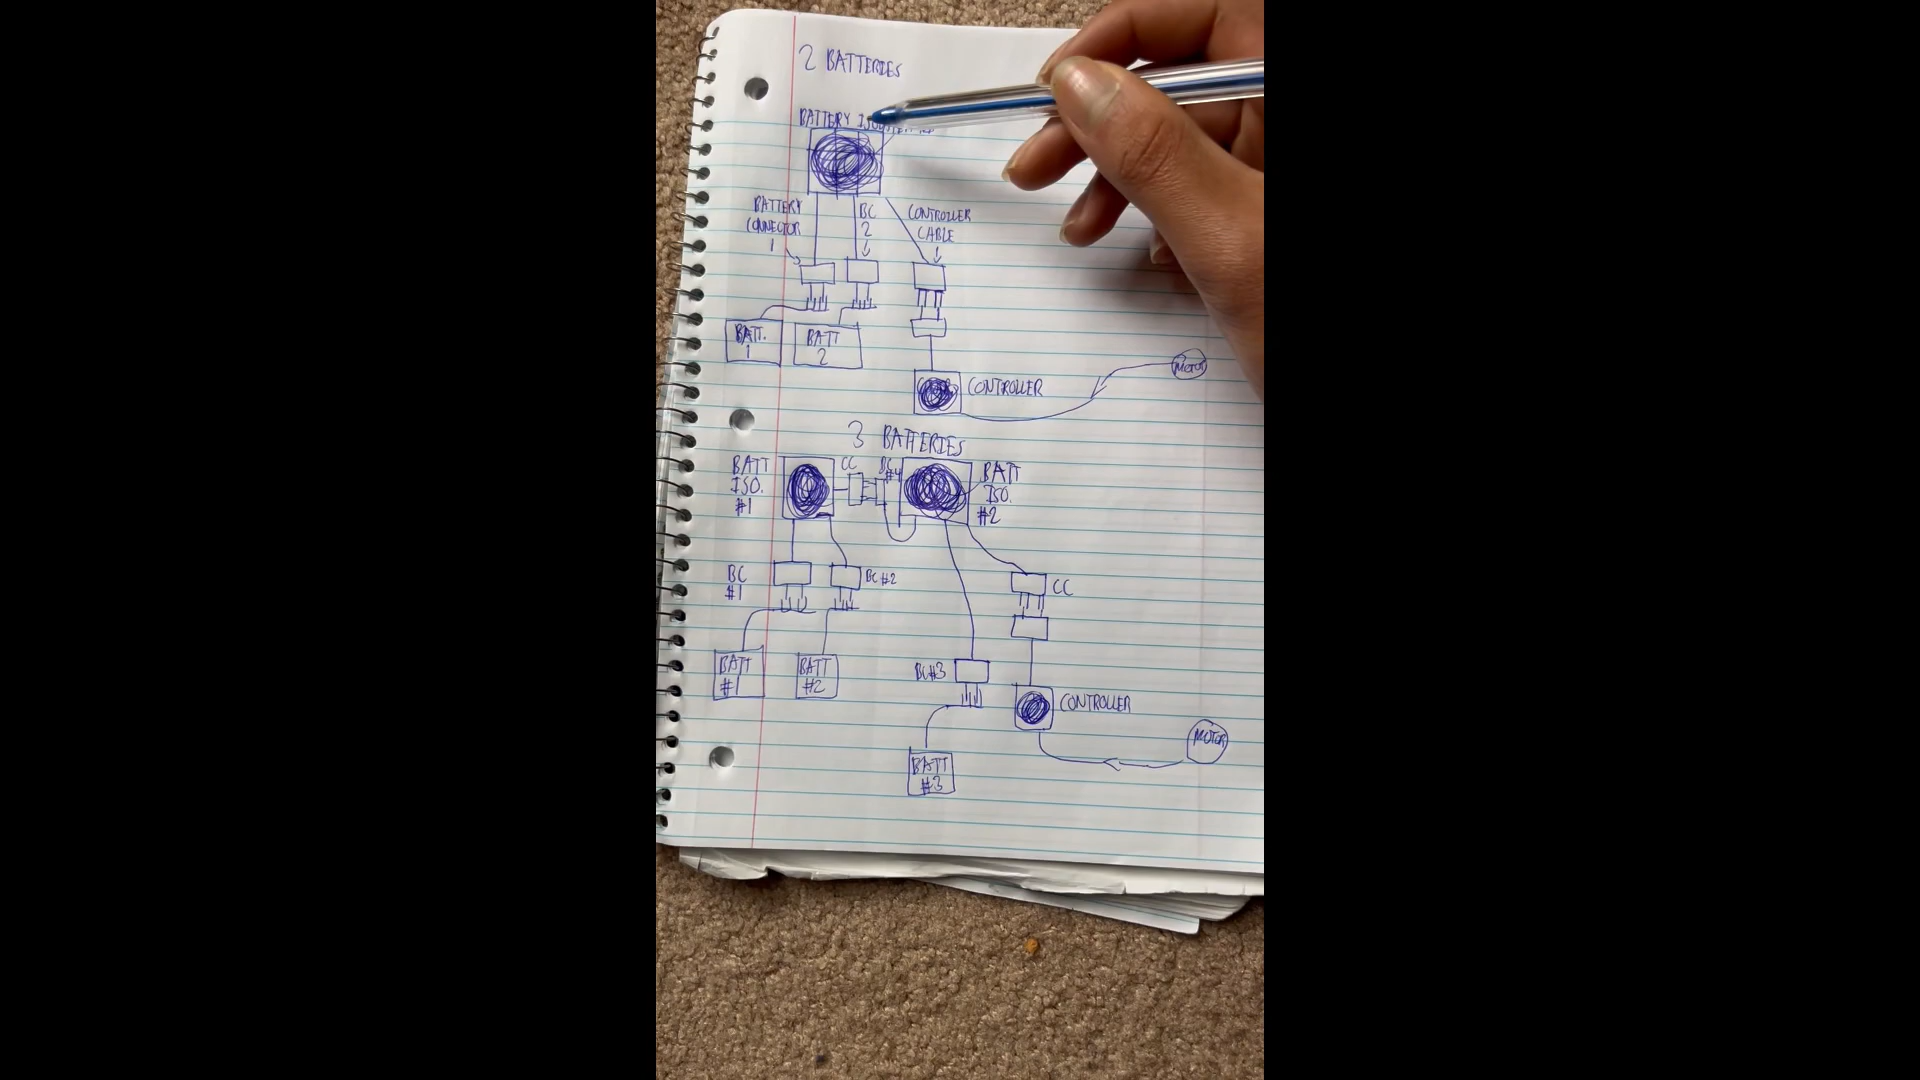 2 BATTERIES
BATTERY
BATTERY
CONNECTOR
1
BC
2
CONTROLLER
CABLE
BATT.
1
BATT
2
CONTROLLER
MOTOR
3 BATTERIES
BATT
ISO.
#1
CC
BC
#4
BATT
ISO.
#2
BC
#1
BC#2
CC
BATT
#1
BATT
#2
BC#3
CONTROLLER
MOTOR
BATT
#3